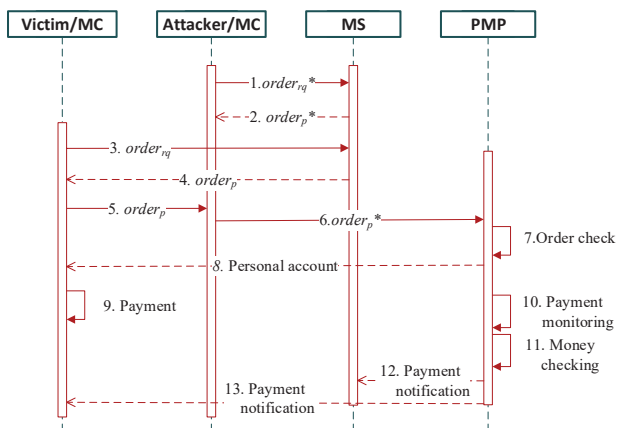 Victim/MC
Attacker/MC
MS
PMP
1.order_rq*
2. order_p*
3. order_rq
4. order_p
5. order_p
6.order_p*
7.Order check
8. Personal account
9. Payment
10. Payment
monitoring
11. Money
checking
12. Payment
notification
13. Payment
notification